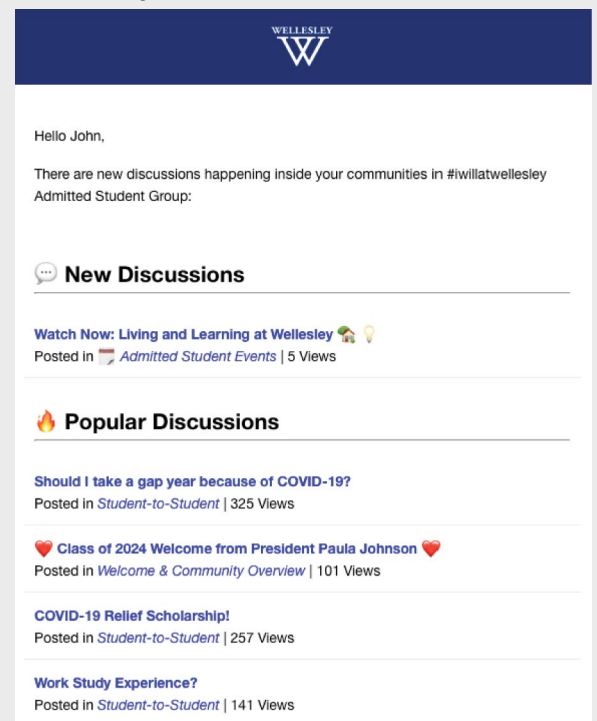 WELLESLEY
W
Hello John,
There are new discussions happening inside your communities in #iwillatwellesley
Admitted Student Group:
💬 New Discussions
Watch Now: Living and Learning at Wellesley 🏡 💡
Posted in 🗓️ Admitted Student Events | 5 Views
🔥 Popular Discussions
Should I take a gap year because of COVID-19?
Posted in Student-to-Student | 325 Views
❤️ Class of 2024 Welcome from President Paula Johnson ❤️
Posted in Welcome & Community Overview | 101 Views
COVID-19 Relief Scholarship!
Posted in Student-to-Student | 257 Views
Work Study Experience?
Posted in Student-to-Student | 141 Views